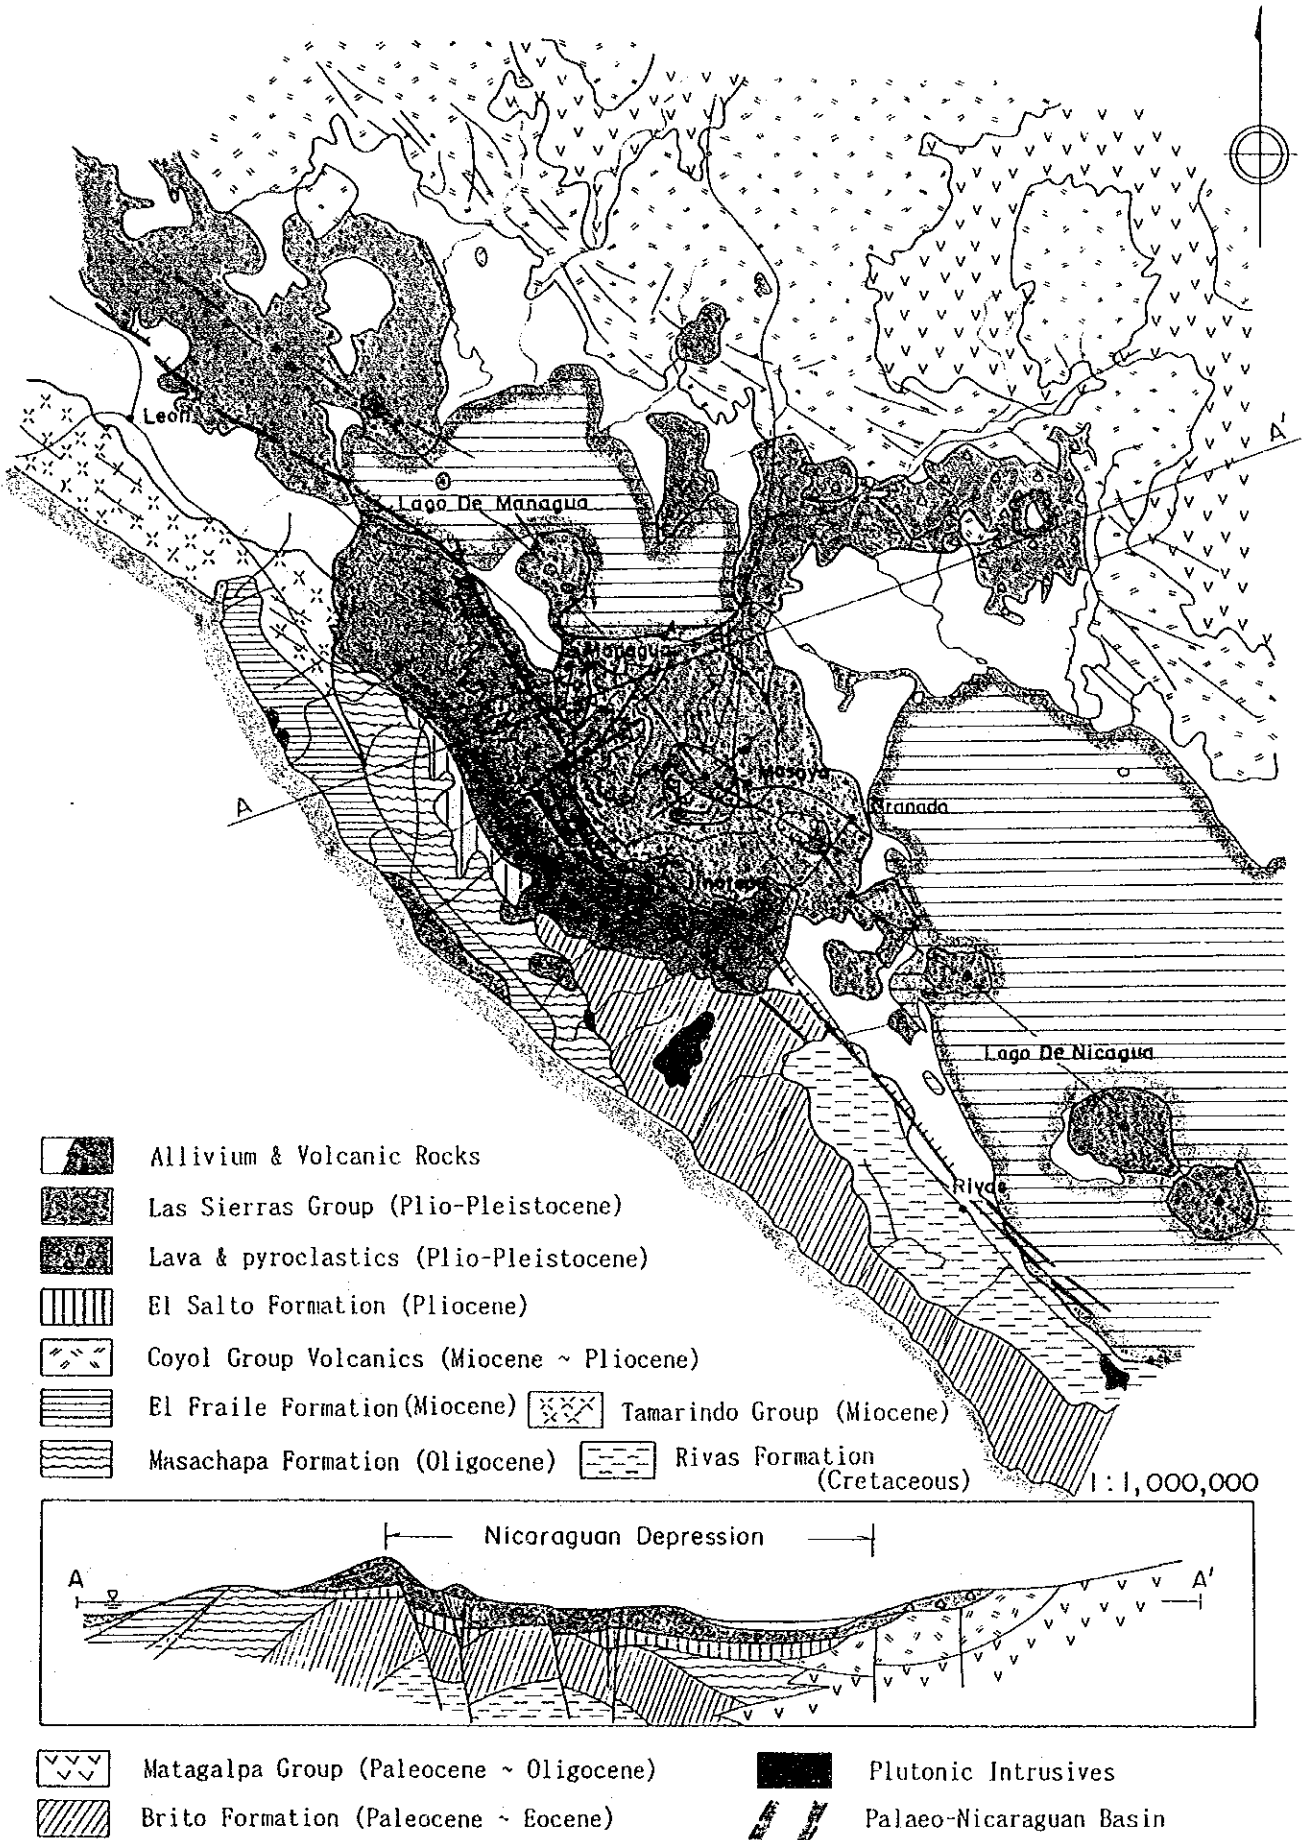 León
A'
Lago De Managua
Managua
Masaya
Granada
A
Jinotepe
Lago De Nicagua
Rivas
Allivium & Volcanic Rocks
Las Sierras Group (Plio-Pleistocene)
Lava & pyroclastics (Plio-Pleistocene)
El Salto Formation (Pliocene)
Coyol Group Volcanics (Miocene ~ Pliocene)
El Fraile Formation (Miocene) Tamarindo Group (Miocene)
Masachapa Formation (Oligocene) Rivas Formation
(Cretaceous) 1:1,000,000
Nicaraguan Depression
A A'
Matagalpa Group (Paleocene ~ Oligocene) Plutonic Intrusives
Brito Formation (Paleocene ~ Eocene) Palaeo-Nicaraguan Basin